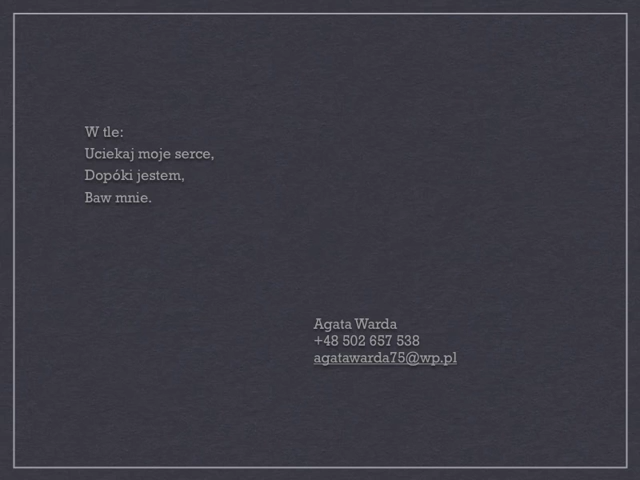 W tle:
Uciekaj moje serce,
Dopóki jestem,
Baw mnie.
Agata Warda
+48 502 657 538
agatawarda75@wp.pl